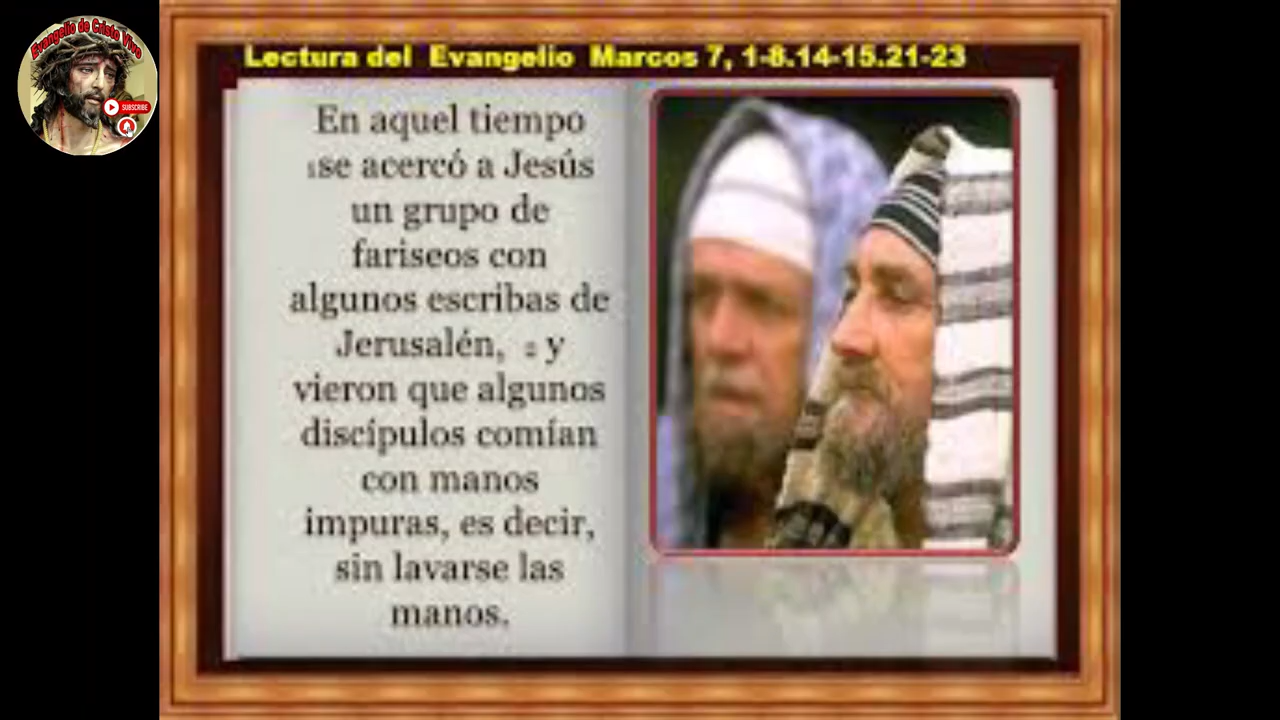 Evangelio de Cristo Vivo
SUBSCRIBE
Lectura del Evangelio Marcos 7, 1-8.14-15.21-23
En aquel tiempo
1se acercó a Jesús
un grupo de
fariseos con
algunos escribas de
Jerusalén, 2 y
vieron que algunos
discípulos comían
con manos
impuras, es decir,
sin lavarse las
manos.